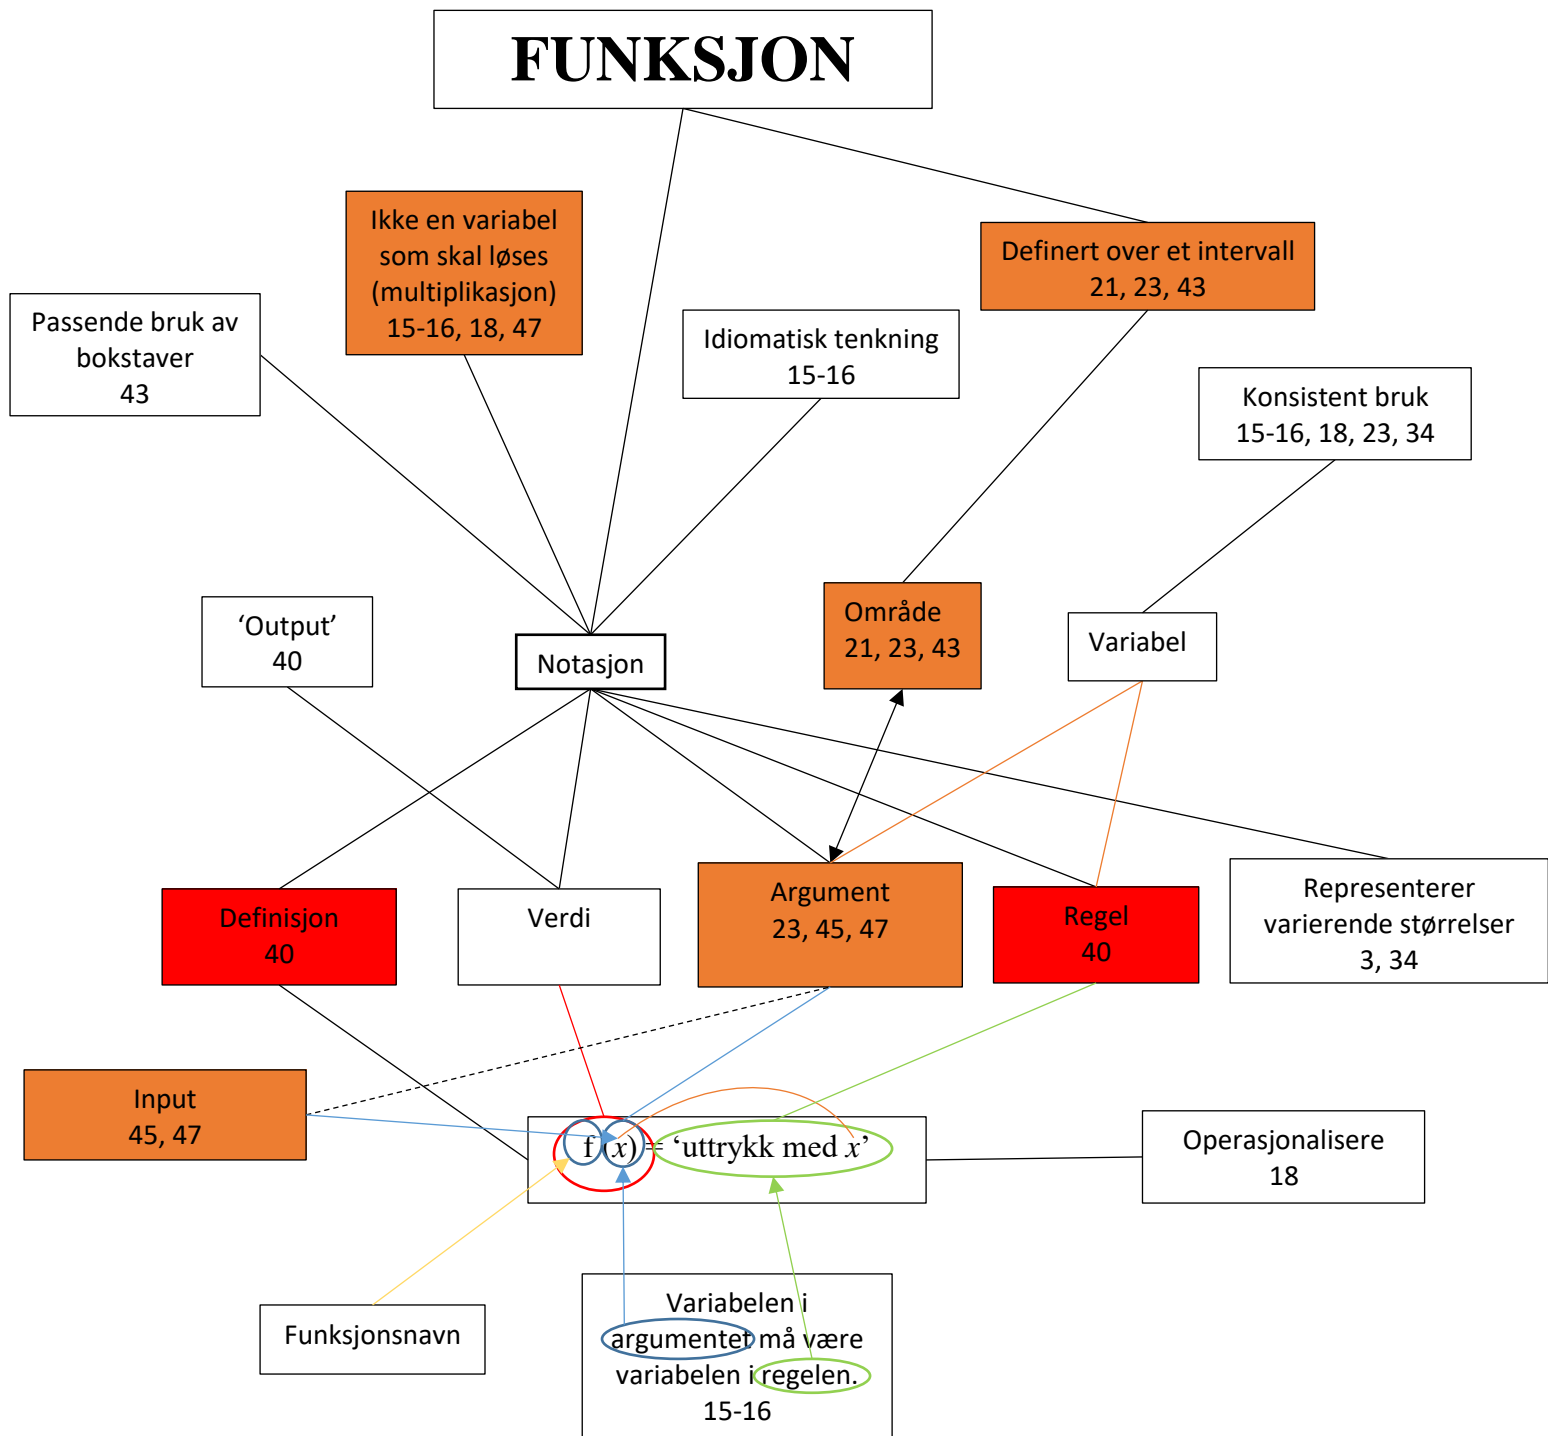 FUNKSJON
Ikke en variabel
som skal løses
(multiplikasjon)
15-16, 18, 47
Definert over et intervall
21, 23, 43
Passende bruk av
bokstaver
43
Idiomatisk tenkning
15-16
Konsistent bruk
15-16, 18, 23, 34
‘Output’
40
Notasjon
Område
21, 23, 43
Variabel
Definisjon
40
Verdi
Argument
23, 45, 47
Regel
40
Representerer
varierende størrelser
3, 34
Input
45, 47
f (x) = ‘uttrykk med x’
Operasjonalisere
18
Funksjonsnavn
Variabelen i
argumentet må være
variabelen i regelen.
15-16